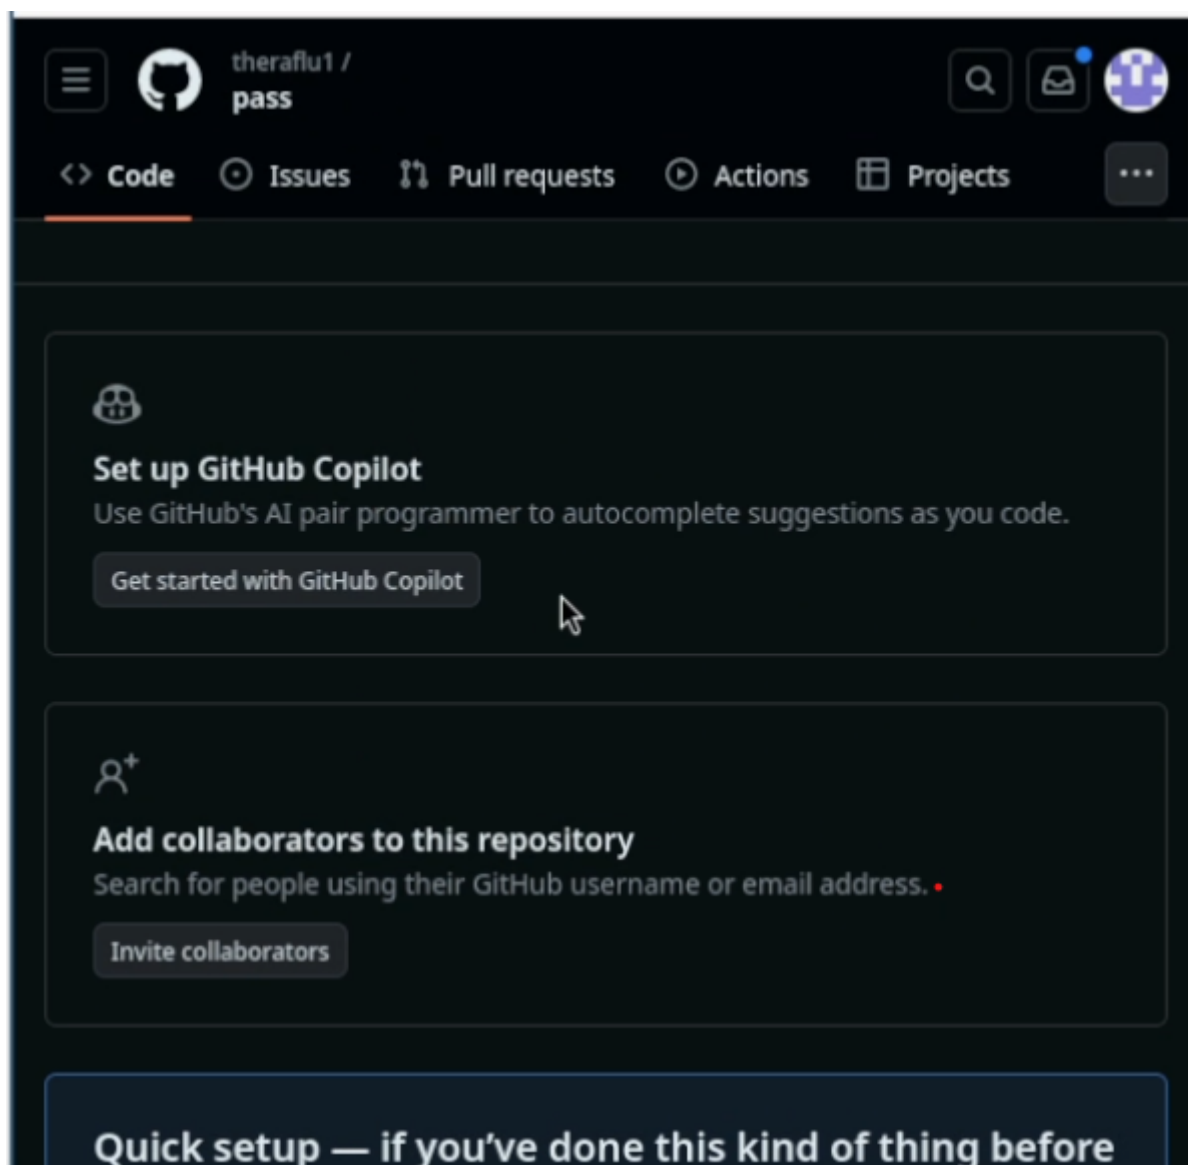 theraflu1 /
pass
Code Issues Pull requests Actions Projects
Set up GitHub Copilot
Use GitHub's AI pair programmer to autocomplete suggestions as you code.
Get started with GitHub Copilot
Add collaborators to this repository
Search for people using their GitHub username or email address.
Invite collaborators
Quick setup — if you’ve done this kind of thing before